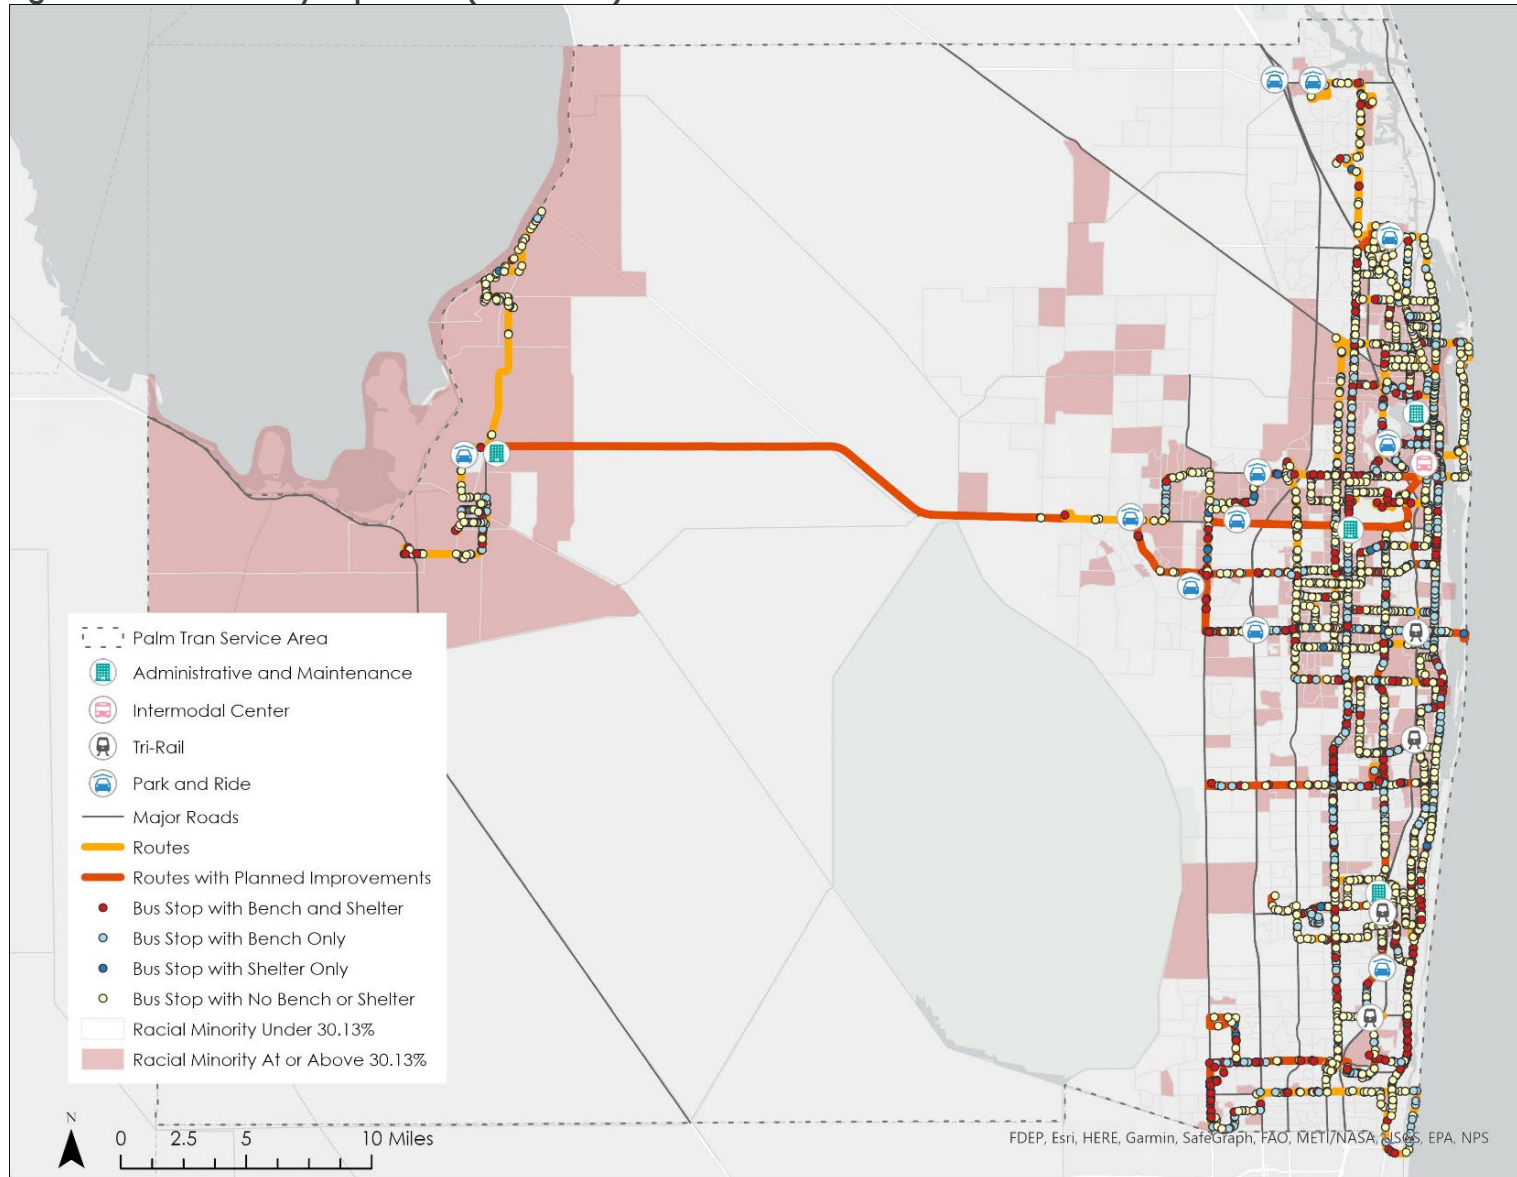 Palm Tran Service Area
Administrative and Maintenance
Intermodal Center
Tri-Rail
Park and Ride
Major Roads
Routes
Routes with Planned Improvements
Bus Stop with Bench and Shelter
Bus Stop with Bench Only
Bus Stop with Shelter Only
Bus Stop with No Bench or Shelter
Racial Minority Under 30.13%
Racial Minority At or Above 30.13%
N
0 2.5 5 10 Miles
FDEP, Esri, HERE, Garmin, SafeGraph, FAO, METI/NASA, USGS, EPA, NPS